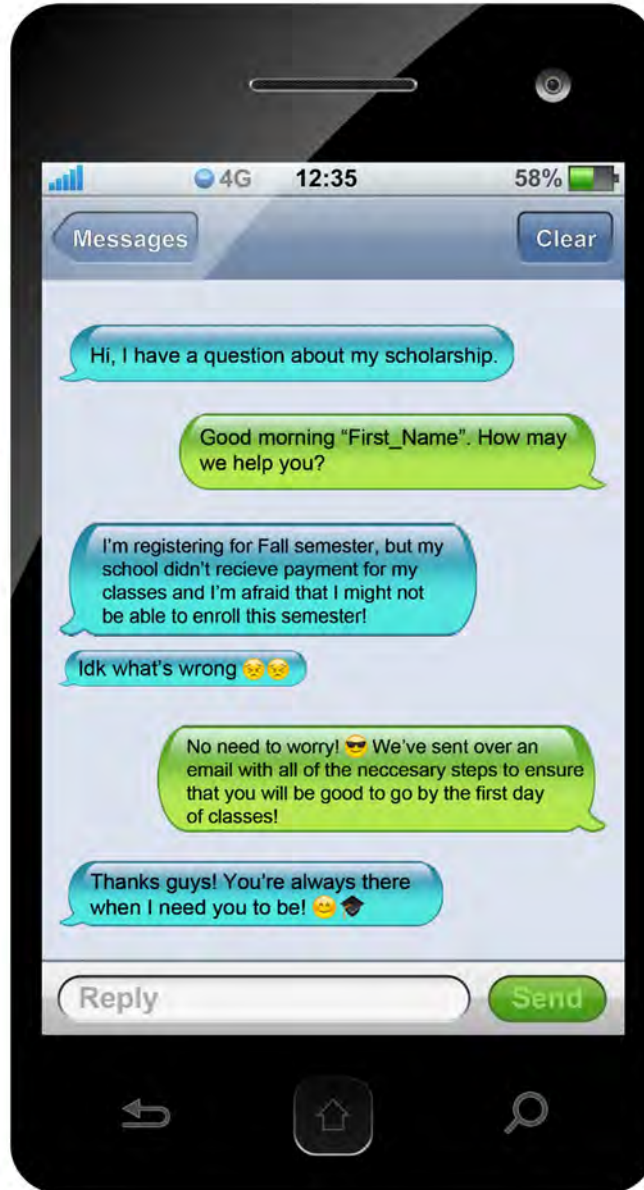 4G 12:35 58%
Messages Clear
Hi, I have a question about my scholarship.
Good morning “First_Name”. How may
we help you?
I’m registering for Fall semester, but my
school didn’t recieve payment for my
classes and I’m afraid that I might not
be able to enroll this semester!
Idk what’s wrong 😣😣
No need to worry! 😎 We’ve sent over an
email with all of the neccesary steps to ensure
that you will be good to go by the first day
of classes!
Thanks guys! You’re always there
when I need you to be! 😊🎓
Reply Send